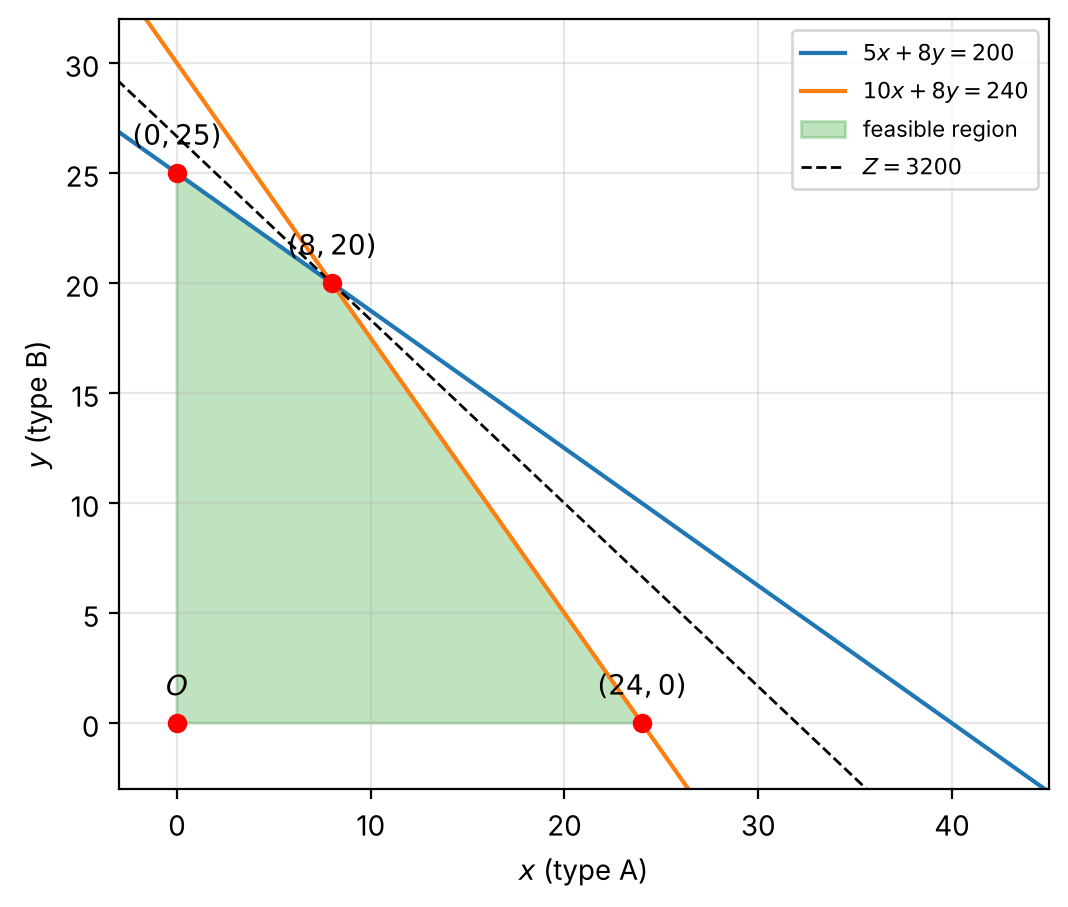 5x + 8y = 200
10x + 8y = 240
feasible region
Z = 3200
30
(0, 25)
25
(8, 20)
20
15
10
5
O
(24, 0)
0
0 10 20 30 40
y (type B)
x (type A)